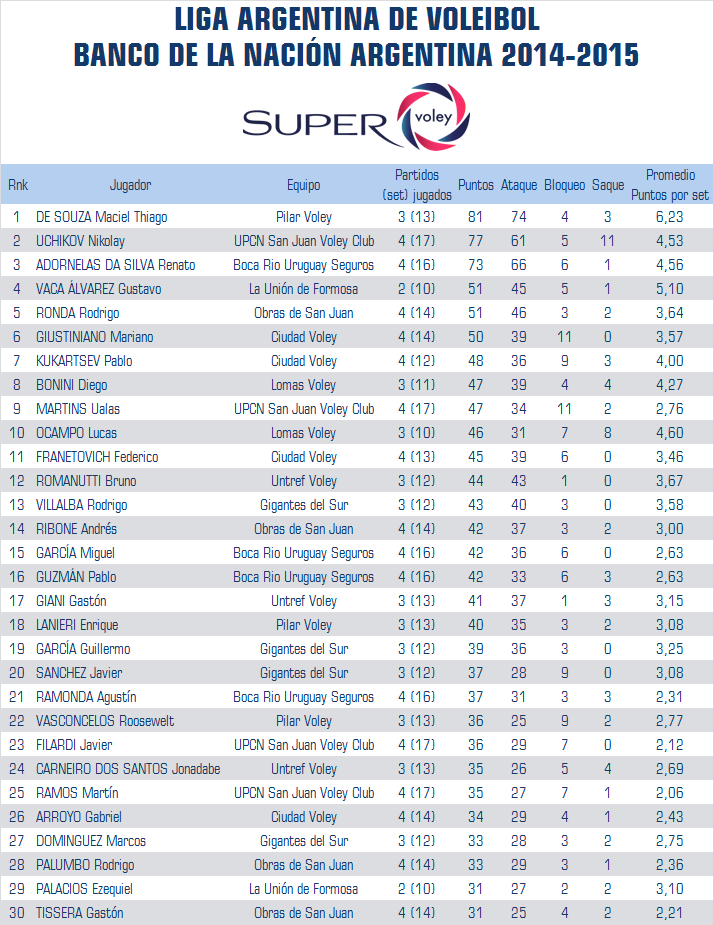 LIGA ARGENTINA DE VOLEIBOL
BANCO DE LA NACIÓN ARGENTINA 2014-2015
SUPER voley
Rnk Jugador Equipo Partidos (set) jugados Puntos Ataque Bloqueo Saque Promedio Puntos por set
1 DE SOUZA Maciel Thiago Pilar Voley 3 (13) 81 74 4 3 6,23
2 UCHIKOV Nikolay UPCN San Juan Voley Club 4 (17) 77 61 5 11 4,53
3 ADORNELAS DA SILVA Renato Boca Rio Uruguay Seguros 4 (16) 73 66 6 1 4,56
4 VACA ÁLVAREZ Gustavo La Unión de Formosa 2 (10) 51 45 5 1 5,10
5 RONDA Rodrigo Obras de San Juan 4 (14) 51 46 3 2 3,64
6 GIUSTINIANO Mariano Ciudad Voley 4 (14) 50 39 11 0 3,57
7 KUKARTSEV Pablo Ciudad Voley 4 (12) 48 36 9 3 4,00
8 BONINI Diego Lomas Voley 3 (11) 47 39 4 4 4,27
9 MARTINS Ualas UPCN San Juan Voley Club 4 (17) 47 34 11 2 2,76
10 OCAMPO Lucas Lomas Voley 3 (10) 46 31 7 8 4,60
11 FRANETOVICH Federico Ciudad Voley 4 (13) 45 39 6 0 3,46
12 ROMANUTTI Bruno Untref Voley 3 (12) 44 43 1 0 3,67
13 VILLALBA Rodrigo Gigantes del Sur 3 (12) 43 40 3 0 3,58
14 RIBONE Andrés Obras de San Juan 4 (14) 42 37 3 2 3,00
15 GARCÍA Miguel Boca Rio Uruguay Seguros 4 (16) 42 36 6 0 2,63
16 GUZMÁN Pablo Boca Rio Uruguay Seguros 4 (16) 42 33 6 3 2,63
17 GIANI Gastón Untref Voley 3 (13) 41 37 1 3 3,15
18 LANIERI Enrique Pilar Voley 3 (13) 40 35 3 2 3,08
19 GARCÍA Guillermo Gigantes del Sur 3 (12) 39 36 3 0 3,25
20 SANCHEZ Javier Gigantes del Sur 3 (12) 37 28 9 0 3,08
21 RAMONDA Agustín Boca Rio Uruguay Seguros 4 (16) 37 31 3 3 2,31
22 VASCONCELOS Roosewelt Pilar Voley 3 (13) 36 25 9 2 2,77
23 FILARDI Javier UPCN San Juan Voley Club 4 (17) 36 29 7 0 2,12
24 CARNEIRO DOS SANTOS Jonadabe Untref Voley 3 (13) 35 26 5 4 2,69
25 RAMOS Martín UPCN San Juan Voley Club 4 (17) 35 27 7 1 2,06
26 ARROYO Gabriel Ciudad Voley 4 (14) 34 29 4 1 2,43
27 DOMINGUEZ Marcos Gigantes del Sur 3 (12) 33 28 3 2 2,75
28 PALUMBO Rodrigo Obras de San Juan 4 (14) 33 29 3 1 2,36
29 PALACIOS Ezequiel La Unión de Formosa 2 (10) 31 27 2 2 3,10
30 TISSERA Gastón Obras de San Juan 4 (14) 31 25 4 2 2,21